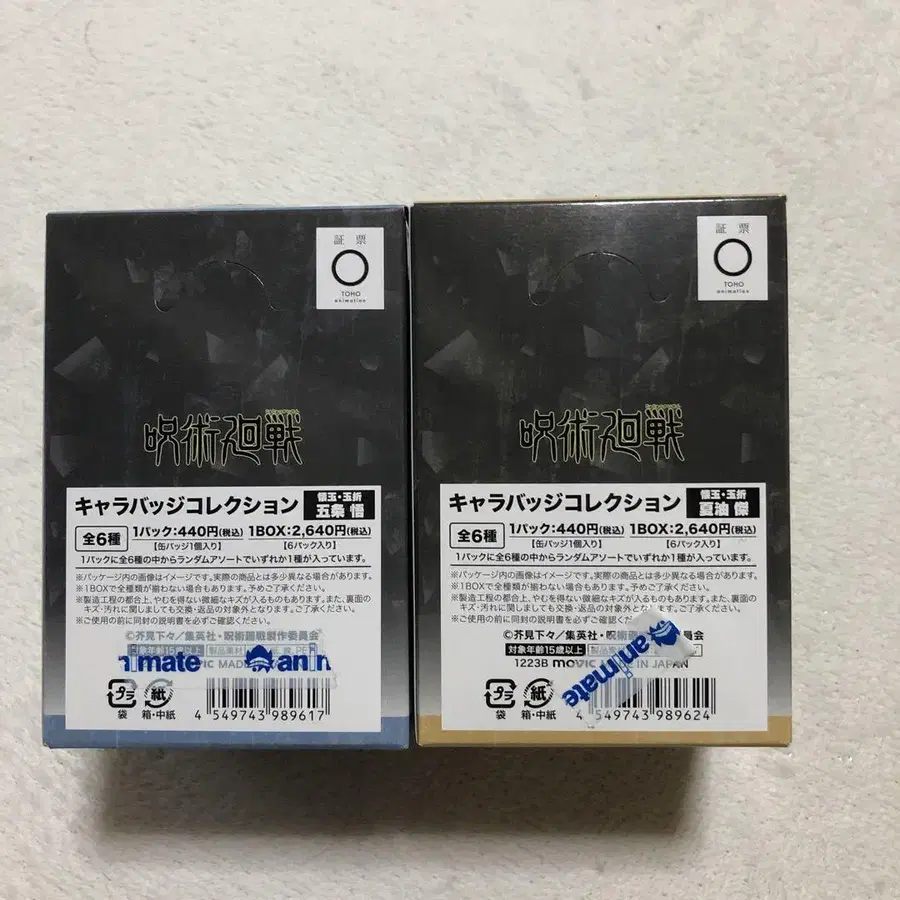 証 票
TOHO
animation
呪術廻戦
キャラバッジコレクション
懐玉・玉折
五条 悟
全6種
1パック:440円(税込) 1BOX:2,640円(税込)
【缶バッジ1個入り】 【6パック入り】
1パックに全6種の中からランダムアソートでいずれか1種が入っています。
※パッケージ内の画像はイメージです。実際の商品とは多少異なる場合があります。
※1BOXで全種類が揃わない場合もあります。予めご了承ください。
※製造工程の都合上、やむを得ない微細なキズが入るものもあります。また、裏面の
キズ・汚れに関しましても交換・返品の対象外となります。ご了承ください。
※ご使用の前に同封の説明書を必ずご確認ください。
©芥見下々/集英社・呪術廻戦製作委員会
対象年齢15歳以上
nimate anin
プラ
袋
紙
箱・中紙
4 549743 989617
証 票
TOHO
animation
呪術廻戦
キャラバッジコレクション
懐玉・玉折
夏油 傑
全6種
1パック:440円(税込) 1BOX:2,640円(税込)
【缶バッジ1個入り】 【6パック入り】
1パックに全6種の中からランダムアソートでいずれか1種が入っています。
※パッケージ内の画像はイメージです。実際の商品とは多少異なる場合があります。
※1BOXで全種類が揃わない場合もあります。予めご了承ください。
※製造工程の都合上、やむを得ない微細なキズが入るものもあります。また、裏面の
キズ・汚れに関しましても交換・返品の対象外となります。ご了承ください。
※ご使用の前に同封の説明書を必ずご確認くだ
©芥見下々/集英社・呪術 製作委員会
対象年齢15歳以上
1223B movic IN JAPAN
animate
プラ
袋
紙
箱・中紙
4 549743 989624